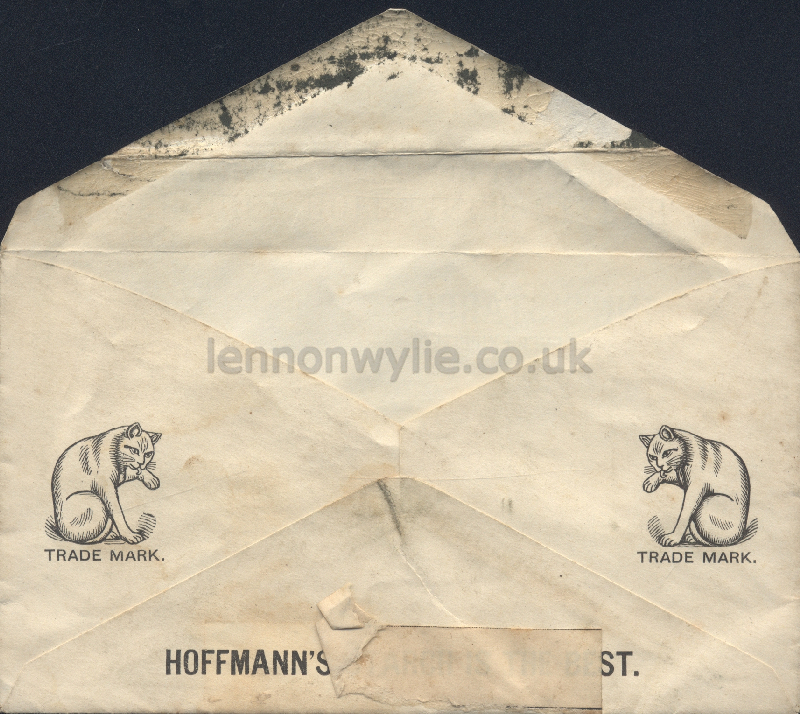 lennonwylie.co.uk
TRADE MARK.
TRADE MARK.
HOFFMANN'S ST.